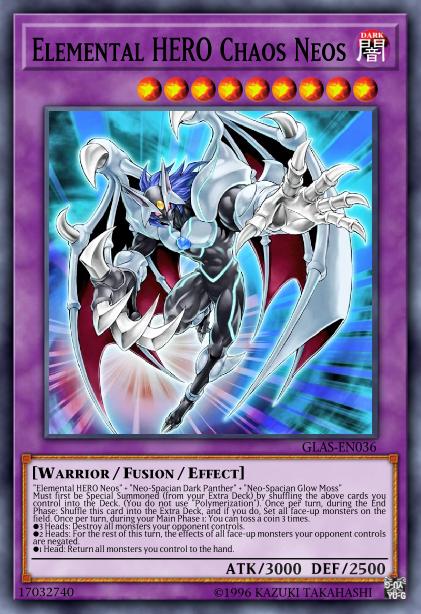 Elemental HERO Chaos Neos
DARK
闇
GLAS-EN036
[Warrior / Fusion / Effect]
"Elemental HERO Neos" + "Neo-Spacian Dark Panther" + "Neo-Spacian Glow Moss"
Must first be Special Summoned (from your Extra Deck) by shuffling the above cards you
control into the Deck. (You do not use "Polymerization"). Once per turn, during the End
Phase: Shuffle this card into the Extra Deck, and if you do, Set all face-up monsters on
the field. Once per turn, during your Main Phase 1: You can toss a coin 3 times.
●3 Heads: Destroy all monsters your opponent controls.
●2 Heads: For the rest of this turn, the effects of all face-up monsters your opponent controls
are negated.
●1 Head: Return all monsters you control to the hand.
ATK/3000 DEF/2500
17032740
©1996 KAZUKI TAKAHASHI